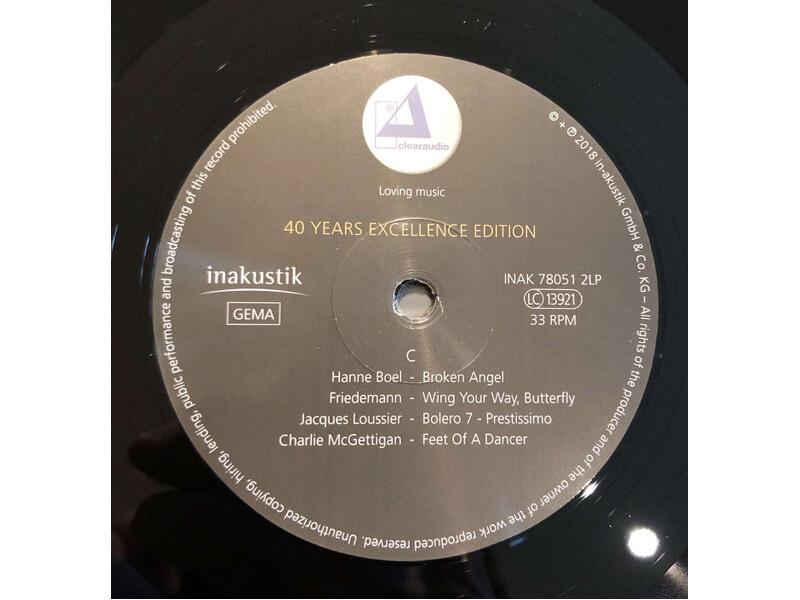 clearaudio
Loving music
40 YEARS EXCELLENCE EDITION
inakustik
GEMA
INAK 78051 2LP
LC 13921
33 RPM
C
Hanne Boel - Broken Angel
Friedemann - Wing Your Way, Butterfly
Jacques Loussier - Bolero 7 - Prestissimo
Charlie McGettigan - Feet Of A Dancer
© + ℗ 2018 in-akustik GmbH & Co. KG – All rights of the producer and of the owner of the work reproduced reserved. Unauthorized copying, hiring, lending, public performance and broadcasting of this record prohibited.